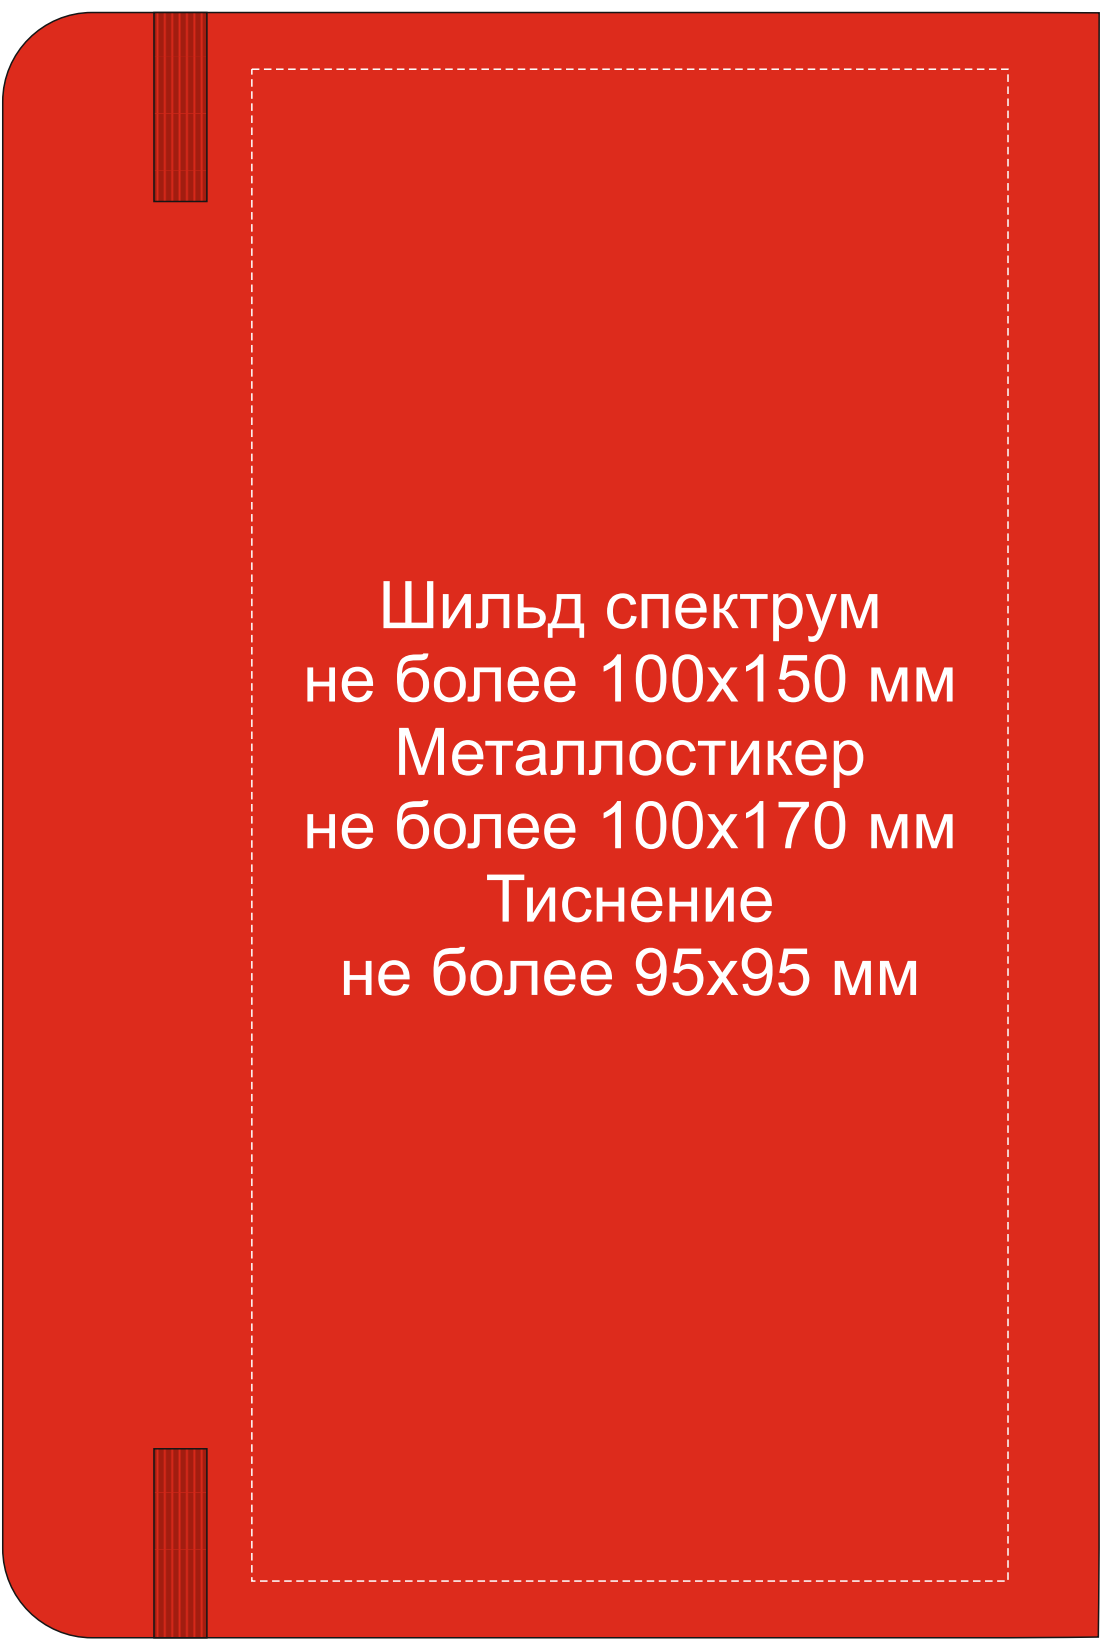 Шильд спектрум
не более 100х150 мм
Металлостикер
не более 100х170 мм
Тиснение
не более 95х95 мм